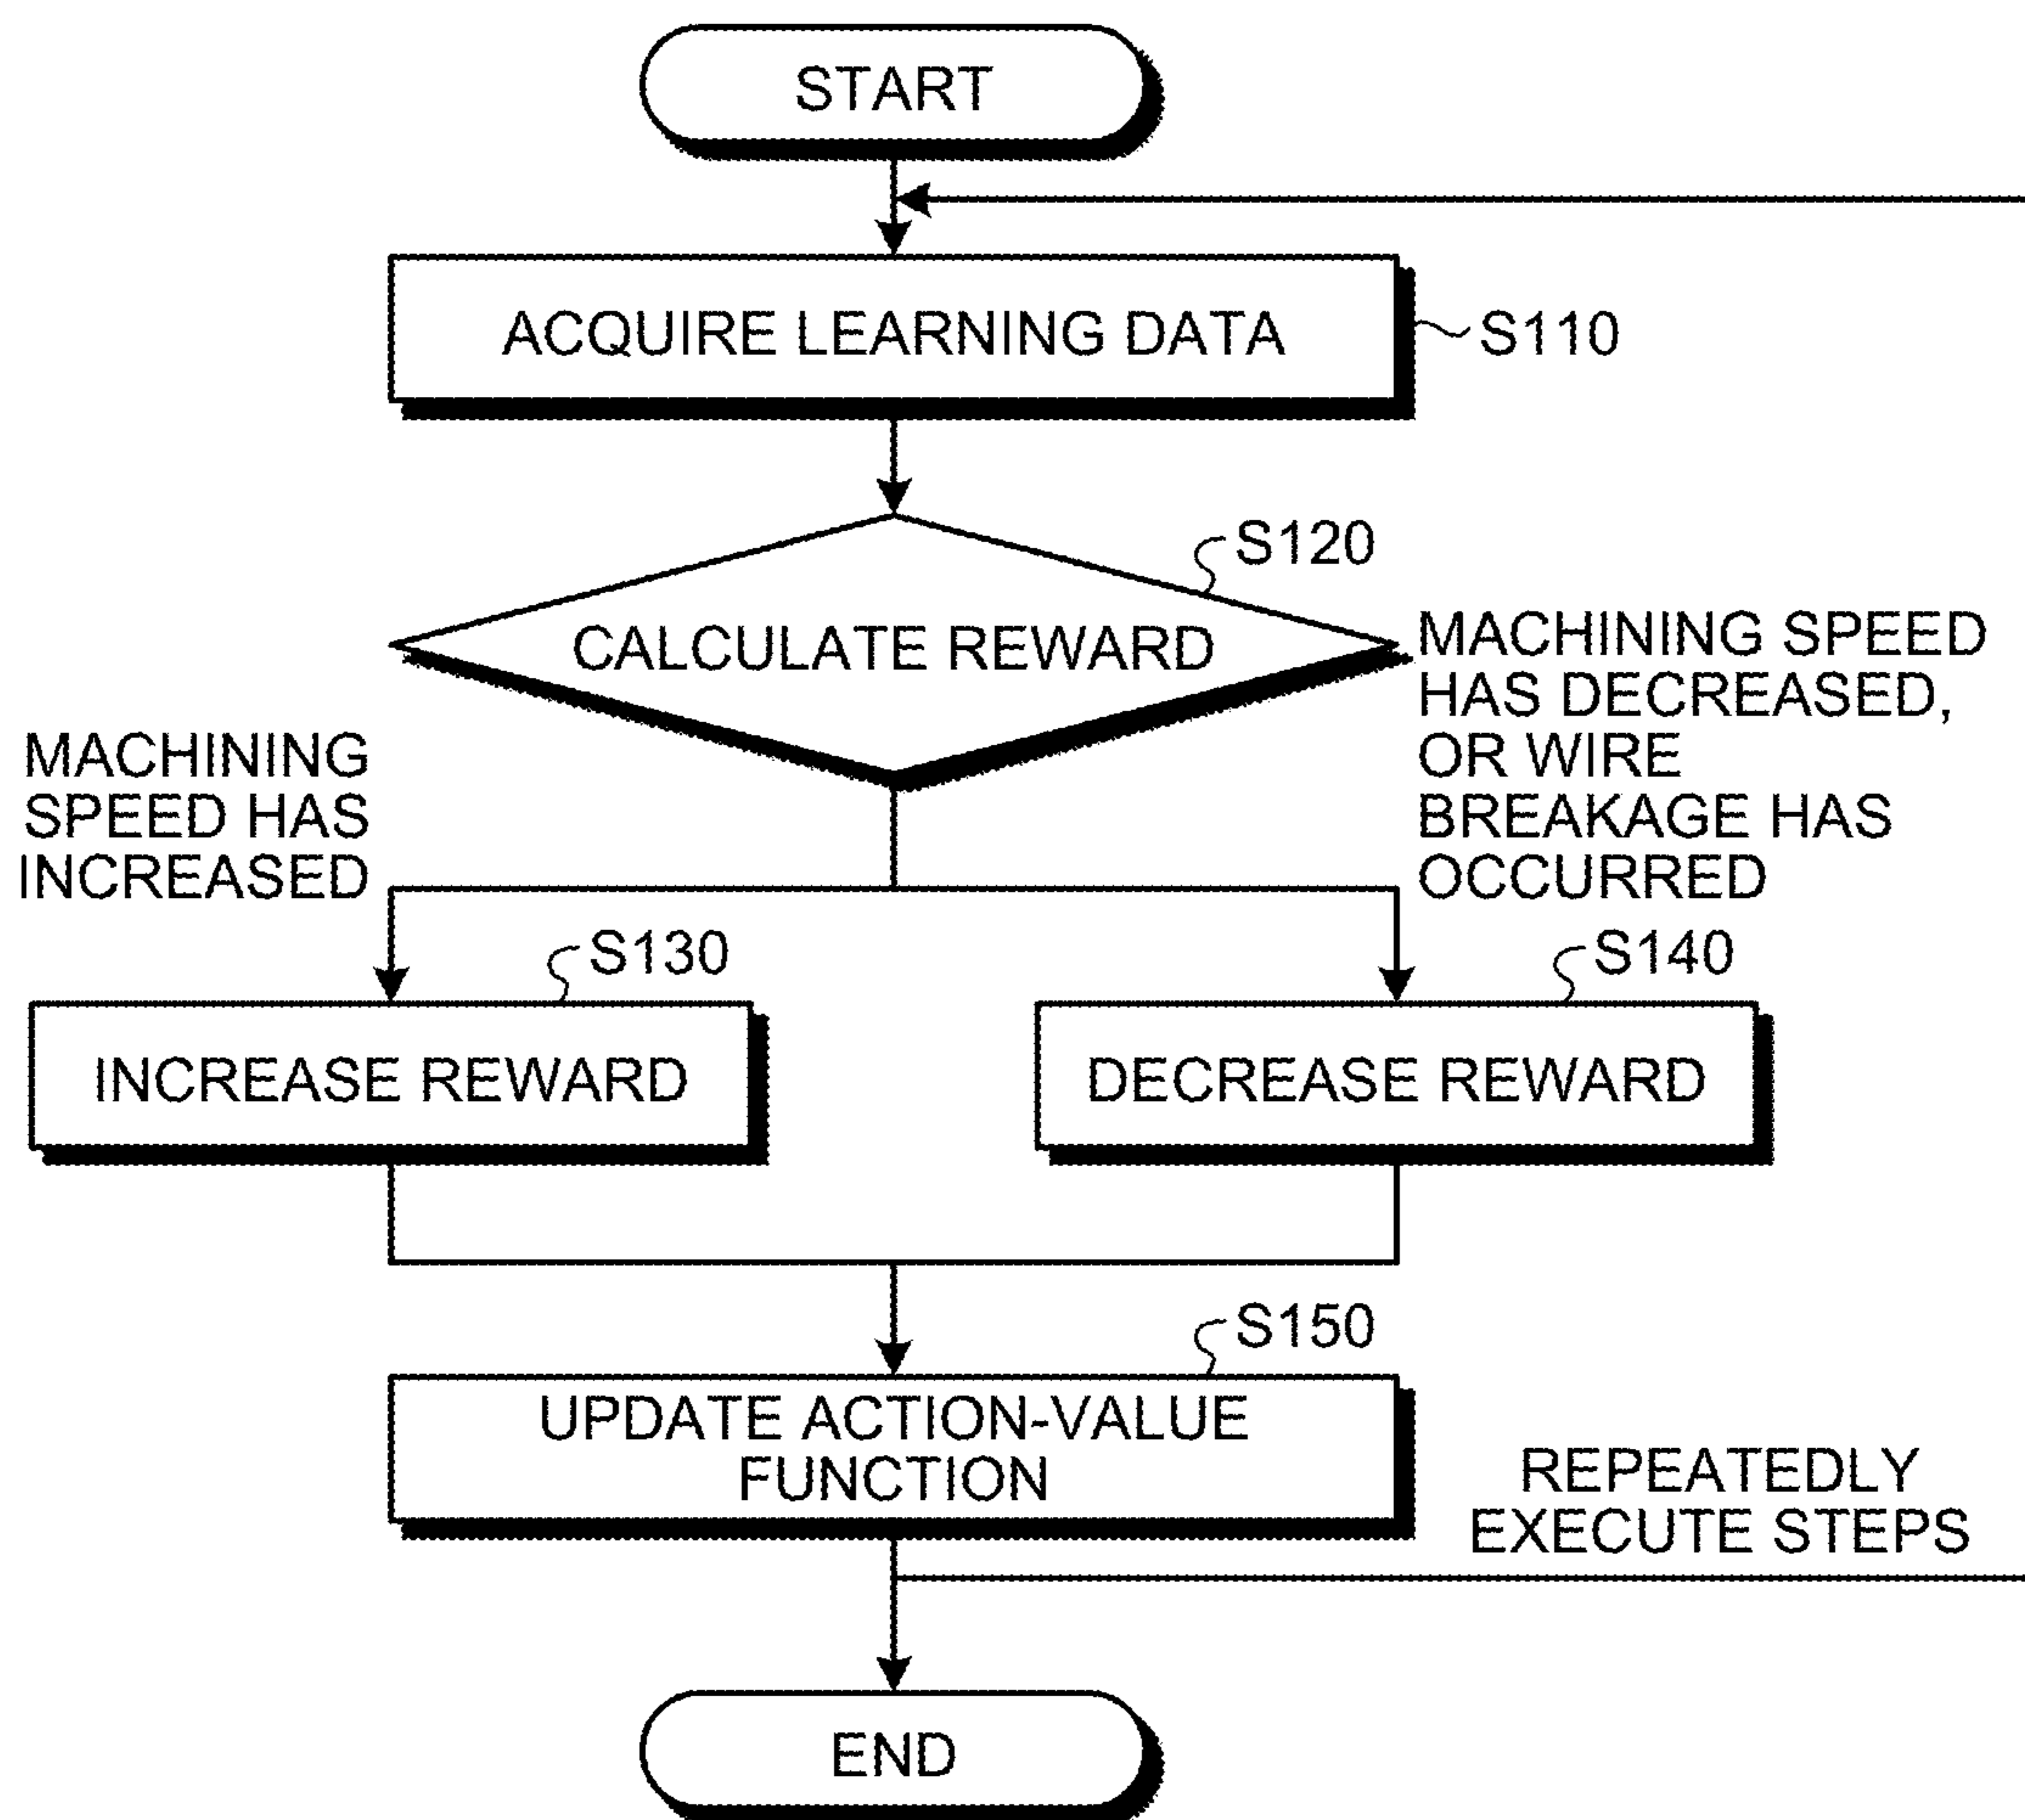 START
ACQUIRE LEARNING DATA
S110
S120
CALCULATE REWARD
MACHINING SPEED
HAS DECREASED,
OR WIRE
BREAKAGE HAS
OCCURRED
MACHINING
SPEED HAS
INCREASED
S130
S140
INCREASE REWARD
DECREASE REWARD
S150
UPDATE ACTION-VALUE
FUNCTION
REPEATEDLY
EXECUTE STEPS
END